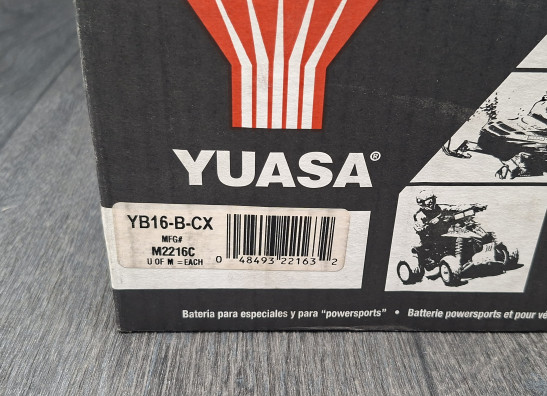 YUASA®
YB16-B-CX
MFG#
M2216C
U OF M =EACH
0 48493 22163 2
Bateria para especiales y para "powersports" • Batterie powersports et pour